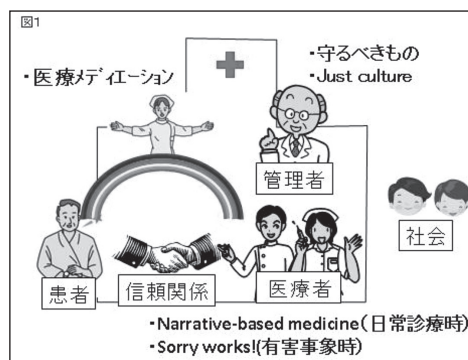 図1
・守るべきもの
・Just culture
・医療メディエーション
管理者
社会
患者
信頼関係
医療者
・Narrative-based medicine(日常診療時)
・Sorry works!(有害事象時)